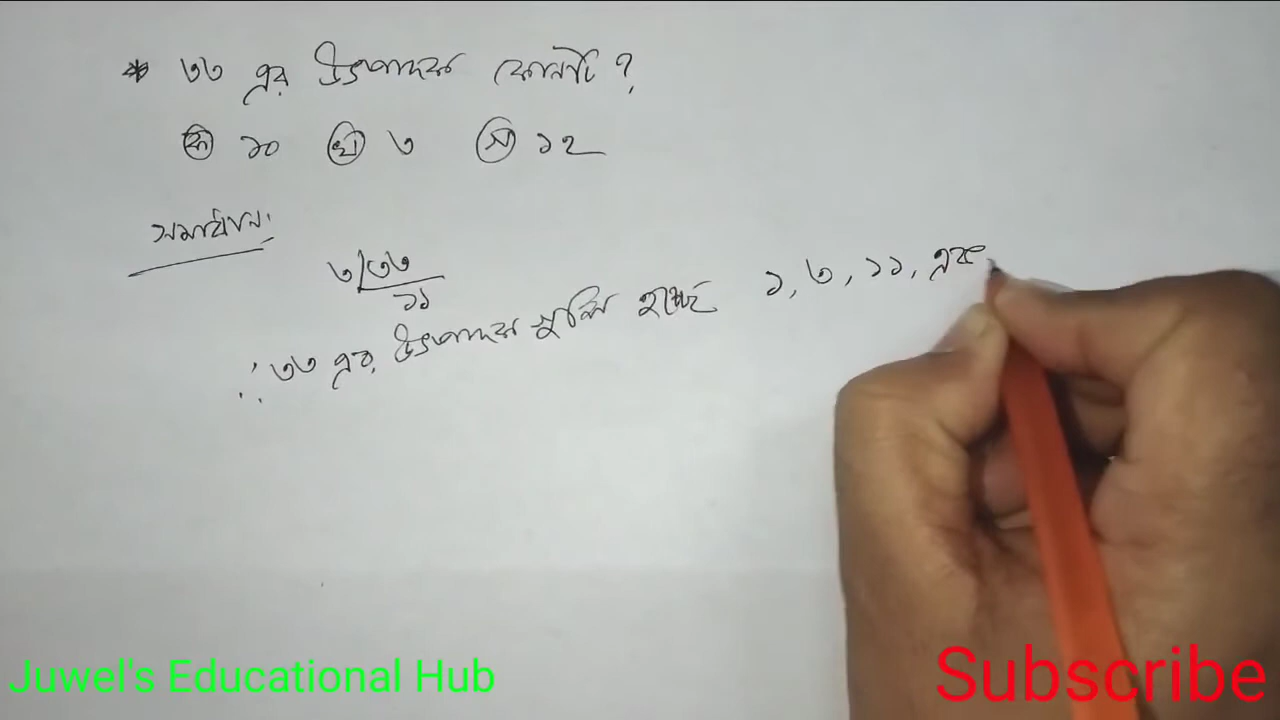 * ৩৩ এর উৎপাদক কোনটি?
ক ১০ খ ৩ গ ১২
সমাধান:
৩/৩৩
১১
∴ ৩৩ এর উৎপাদক গুলি হচ্ছে ১, ৩, ১১, এবং
Juwel's Educational Hub
Subscribe